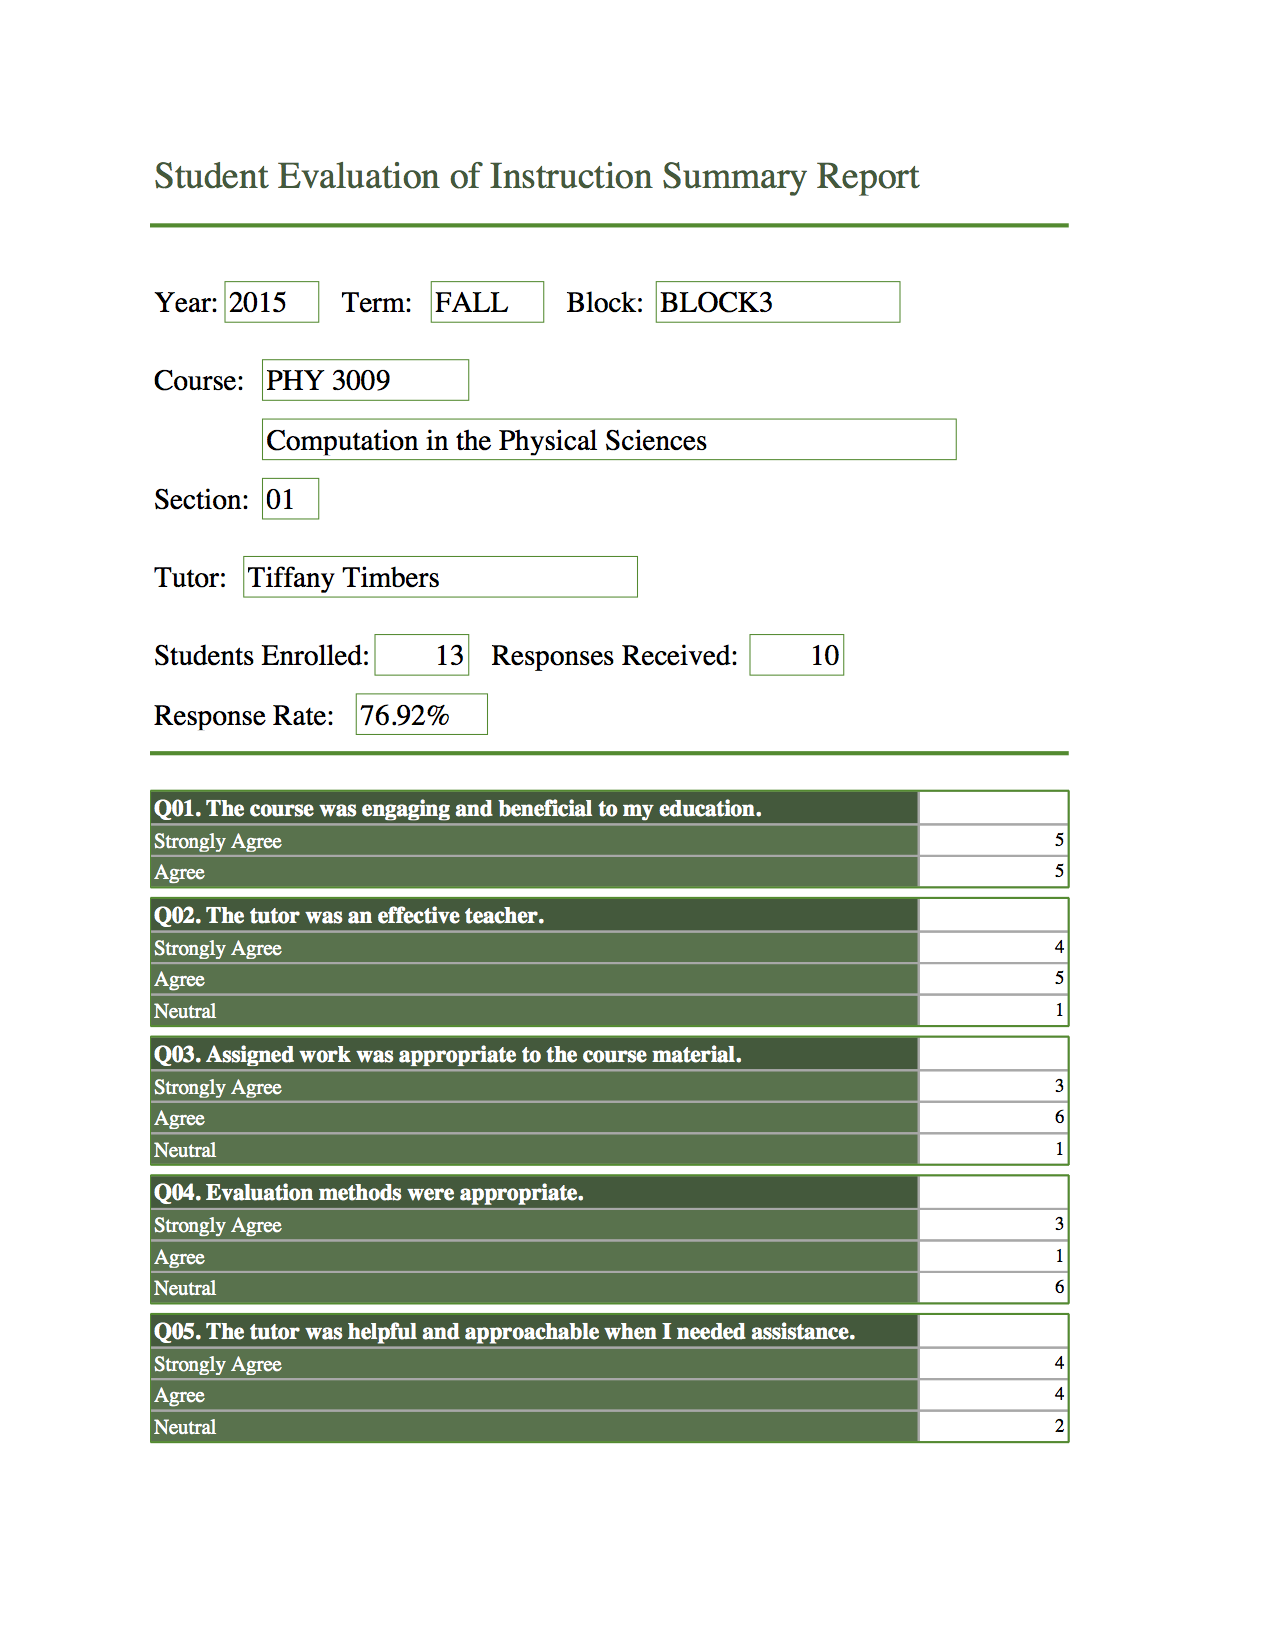 Student Evaluation of Instruction Summary Report
Year: 2015 Term: FALL Block: BLOCK3
Course: PHY 3009
Computation in the Physical Sciences
Section: 01
Tutor: Tiffany Timbers
Students Enrolled: 13 Responses Received: 10
Response Rate: 76.92%
Q01. The course was engaging and beneficial to my education.
Strongly Agree 5
Agree 5
Q02. The tutor was an effective teacher.
Strongly Agree 4
Agree 5
Neutral 1
Q03. Assigned work was appropriate to the course material.
Strongly Agree 3
Agree 6
Neutral 1
Q04. Evaluation methods were appropriate.
Strongly Agree 3
Agree 1
Neutral 6
Q05. The tutor was helpful and approachable when I needed assistance.
Strongly Agree 4
Agree 4
Neutral 2